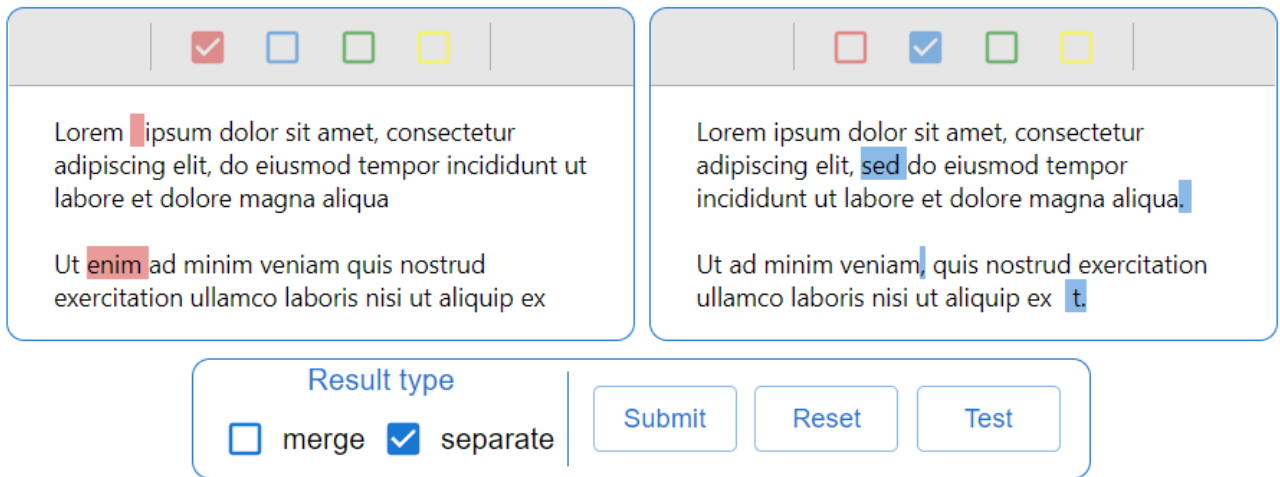 Lorem  ipsum dolor sit amet, consectetur
adipiscing elit, do eiusmod tempor incididunt ut
labore et dolore magna aliqua
Ut enim ad minim veniam quis nostrud
exercitation ullamco laboris nisi ut aliquip ex
Lorem ipsum dolor sit amet, consectetur
adipiscing elit, sed do eiusmod tempor
incididunt ut labore et dolore magna aliqua.
Ut ad minim veniam, quis nostrud exercitation
ullamco laboris nisi ut aliquip ex  t.
Result type
merge separate
Submit Reset Test